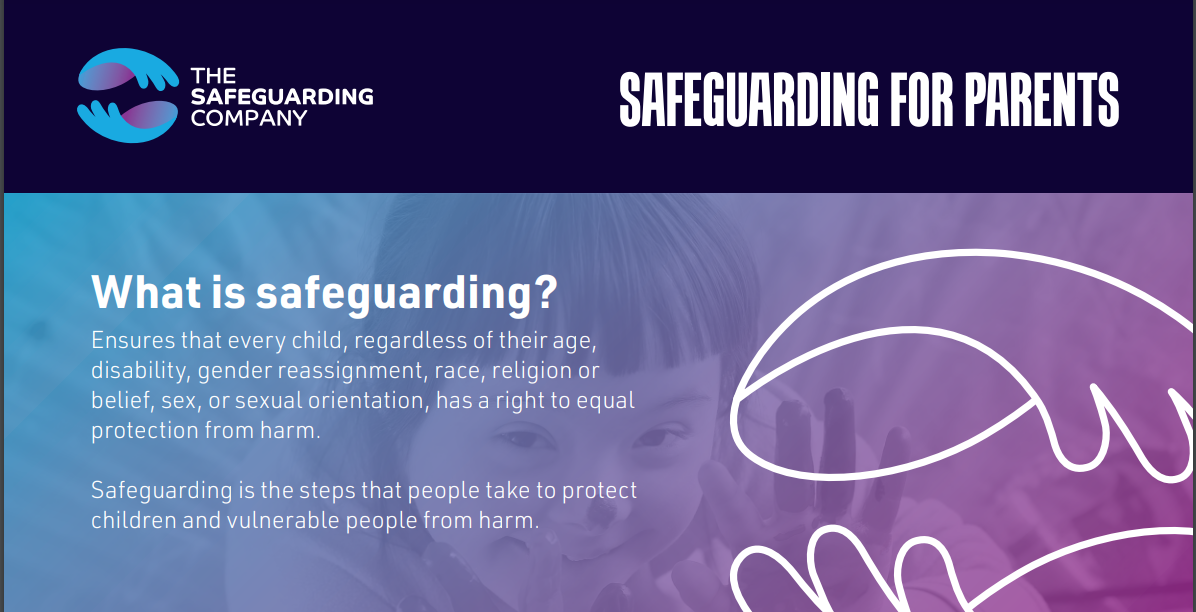 THE
SAFEGUARDING
COMPANY
SAFEGUARDING FOR PARENTS
What is safeguarding?
Ensures that every child, regardless of their age,
disability, gender reassignment, race, religion or
belief, sex, or sexual orientation, has a right to equal
protection from harm.
Safeguarding is the steps that people take to protect
children and vulnerable people from harm.